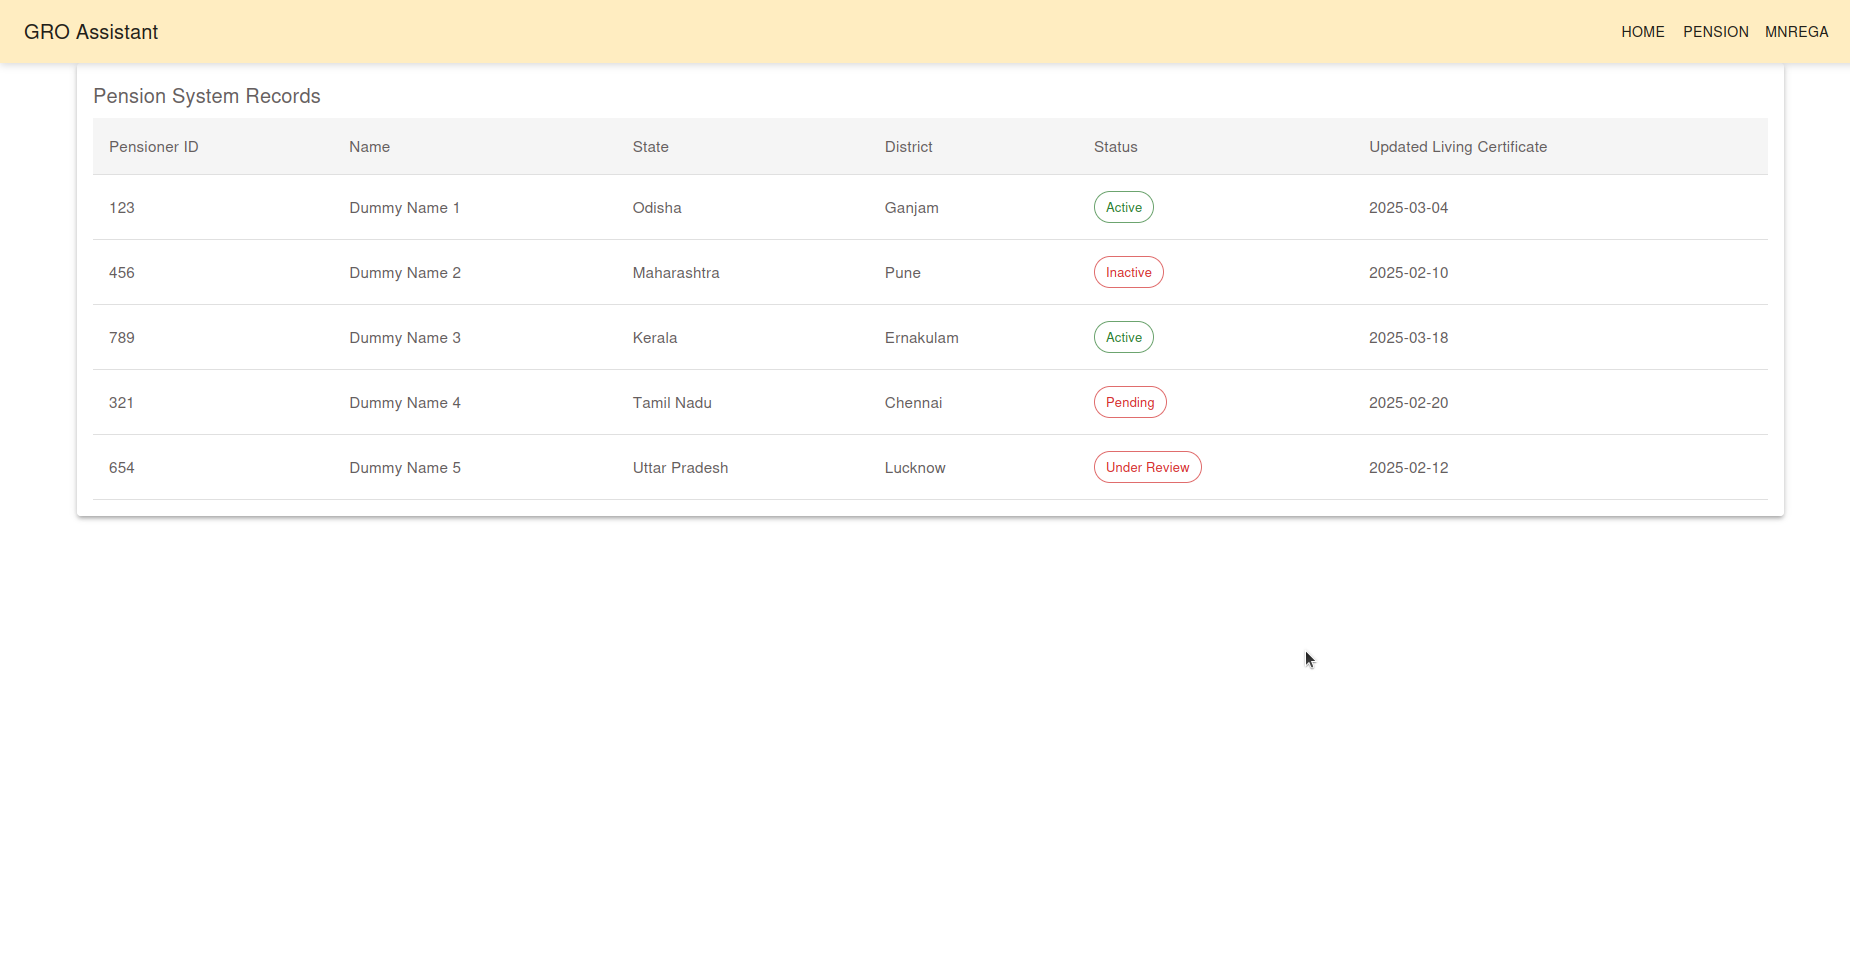 GRO Assistant HOME PENSION MNREGA
Pension System Records
Pensioner ID Name State District Status Updated Living Certificate
123 Dummy Name 1 Odisha Ganjam Active 2025-03-04
456 Dummy Name 2 Maharashtra Pune Inactive 2025-02-10
789 Dummy Name 3 Kerala Ernakulam Active 2025-03-18
321 Dummy Name 4 Tamil Nadu Chennai Pending 2025-02-20
654 Dummy Name 5 Uttar Pradesh Lucknow Under Review 2025-02-12